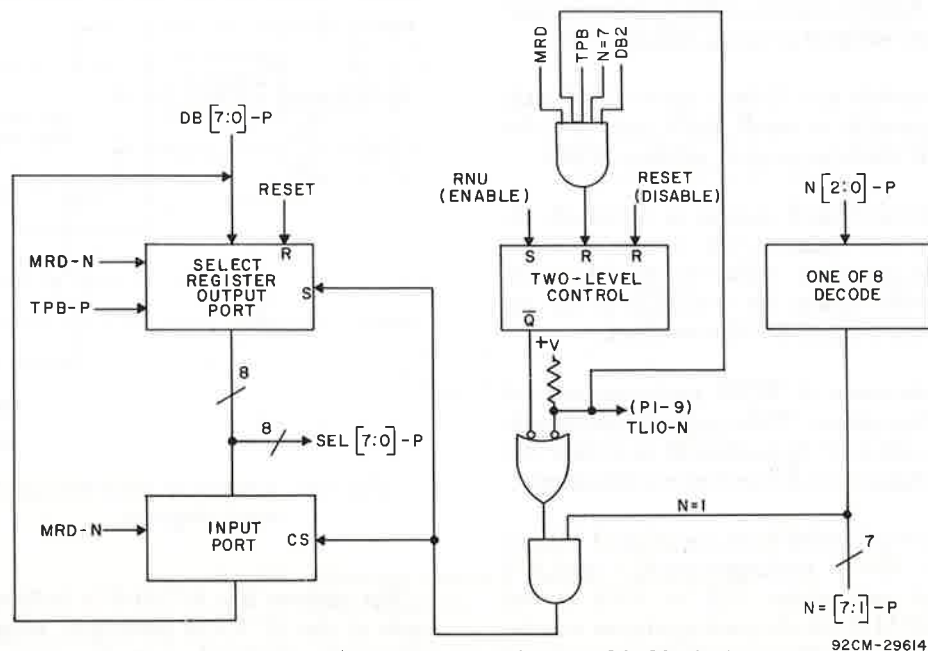 MRD
TPB
N=7
DB2
DB [7:0]-P
RESET
RNU
(ENABLE)
RESET
(DISABLE)
N [2:0]-P
MRD-N
TPB-P
R
SELECT
REGISTER
OUTPUT
PORT
S
S
R
R
TWO-LEVEL
CONTROL
Q̅
ONE OF 8
DECODE
+V
8
(P1-9)
TLIO-N
8
SEL [7:0]-P
N=1
MRD-N
INPUT
PORT
CS
7
N= [7:1]-P
92CM-29614